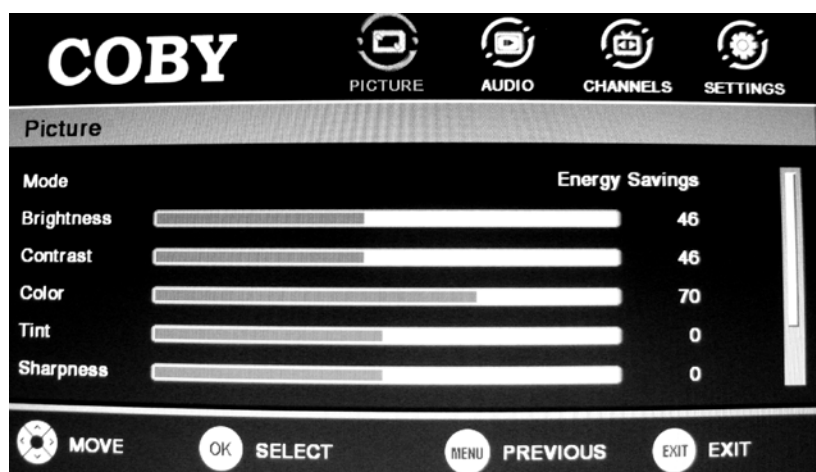 COBY
PICTURE AUDIO CHANNELS SETTINGS
Picture
Mode Energy Savings
Brightness 46
Contrast 46
Color 70
Tint 0
Sharpness 0
MOVE OK SELECT MENU PREVIOUS EXIT EXIT